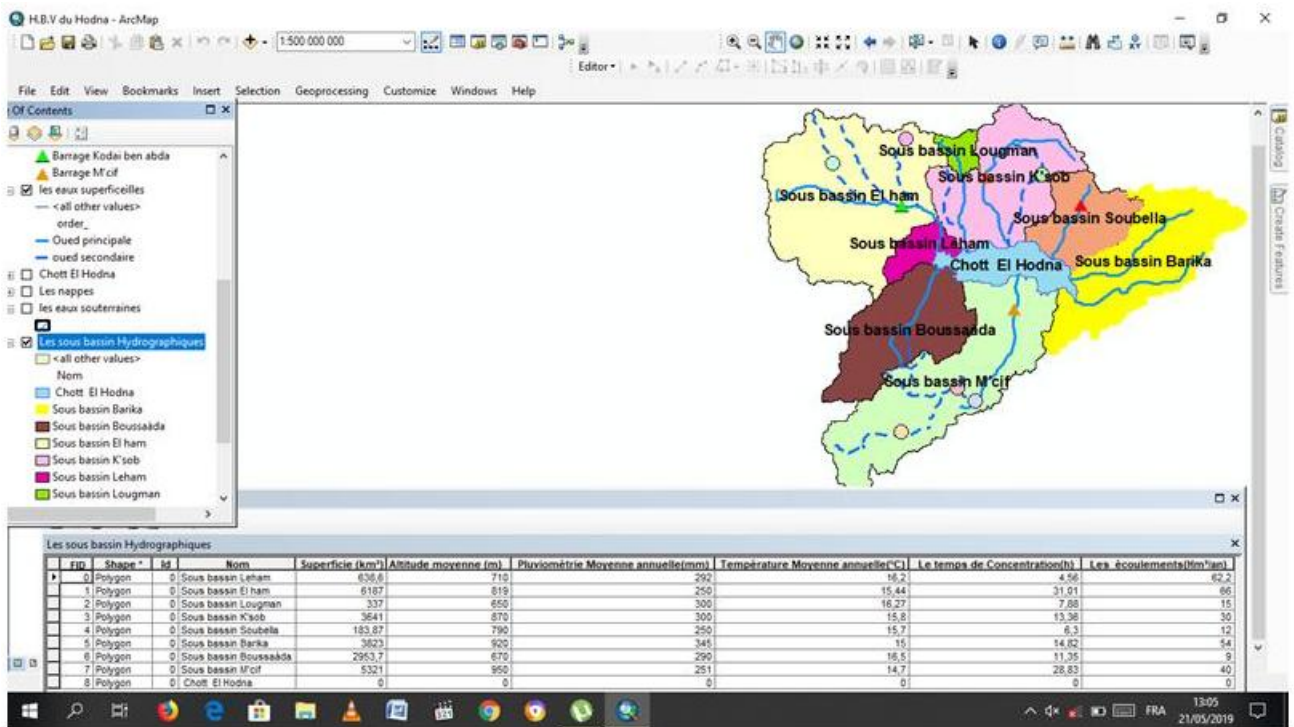 H.B.V du Hodna - ArcMap
1:500 000 000
Editor
File Edit View Bookmarks Insert Selection Geoprocessing Customize Windows Help
Of Contents
Barrage Kodai ben abda
Barrage M'cif
les eaux superficeilles
<all other values>
order_
Oued principale
oued secondaire
Chott El Hodna
Les nappes
les eaux souterraines
Les sous bassin Hydrographiques
<all other values>
Nom
Chott El Hodna
Sous bassin Barika
Sous bassin Boussaàda
Sous bassin El ham
Sous bassin K'sob
Sous bassin Leham
Sous bassin Lougman
Sous bassin Lougman
Sous bassin K'sob
Sous bassin El ham
Sous bassin Soubella
Sous bassin Laham
Chott El Hodna
Sous bassin Barika
Sous bassin Boussaàda
Sous bassin M'cif
Catalog
Create Features
Les sous bassin Hydrographiques
FID Shape * Id Nom Superficie (km²) Altitude moyenne (m) Pluviomètrie Moyenne annuelle(mm) Température Moyenne annuelle(°C) Le temps de Concentration(h) Les écoulements(Hm³/an)
0 Polygon 0 Sous bassin Leham 638,6 710 292 16,2 4,56 62,2
1 Polygon 0 Sous bassin El ham 6187 819 250 15,44 31,01 66
2 Polygon 0 Sous bassin Lougman 337 650 300 16,27 7,88 15
3 Polygon 0 Sous bassin K'sob 3641 870 300 15,8 13,36 30
4 Polygon 0 Sous bassin Soubella 183,87 790 250 15,7 6,3 12
5 Polygon 0 Sous bassin Barika 3823 920 345 15 14,82 54
6 Polygon 0 Sous bassin Boussaàda 2953,7 670 290 16,5 11,35 9
7 Polygon 0 Sous bassin M'cif 5321 950 251 14,7 28,83 40
8 Polygon 0 Chott El Hodna 0 0 0 0 0 0
FRA
13:05
21/05/2019